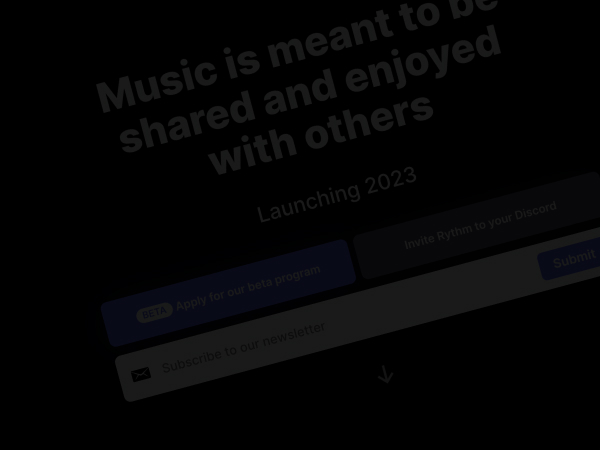 Music is meant to be
shared and enjoyed
with others
Launching 2023
BETA Apply for our beta program
Invite Rythm to your Discord
Subscribe to our newsletter
Submit